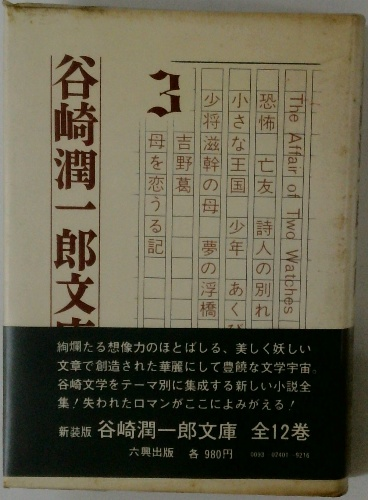 谷崎潤一郎文庫
3
The Affair of Two Watches
恐怖 亡友 詩人の別れ
小さな王国 少年 あくび
少将滋幹の母 夢の浮橋
吉野葛
母を恋うる記
絢爛たる想像力のほとばしる、美しく妖しい
文章で創造された華麗にして豊饒な文学宇宙。
谷崎文学をテーマ別に集成する新しい小説全
集！失われたロマンがここによみがえる！
新装版 谷崎潤一郎文庫 全12巻
六興出版 各980円